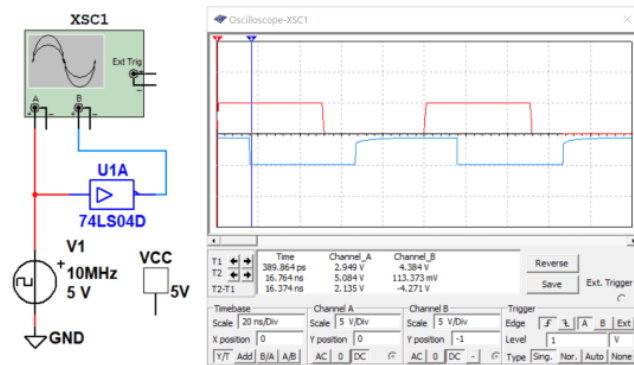 XSC1
Ext Trig
A
B
U1A
74LS04D
V1
10MHz
5 V
VCC
5V
GND
Oscilloscope-XSC1
Time Channel_A Channel_B
T1 389.864 ps 2.949 V 4.384 V
T2 16.764 ns 5.084 V 113.373 mV
T2-T1 16.374 ns 2.135 V -4.271 V
Reverse
Save
Ext. Trigger
Timebase Channel A Channel B Trigger
Scale 20 ns/Div Scale 5 V/Div Scale 5 V/Div Edge A B Ext
X position 0 Y position 0 Y position -1 Level 1 V
Y/T Add B/A A/B AC 0 DC AC 0 DC - Type Sing. Nor. Auto None